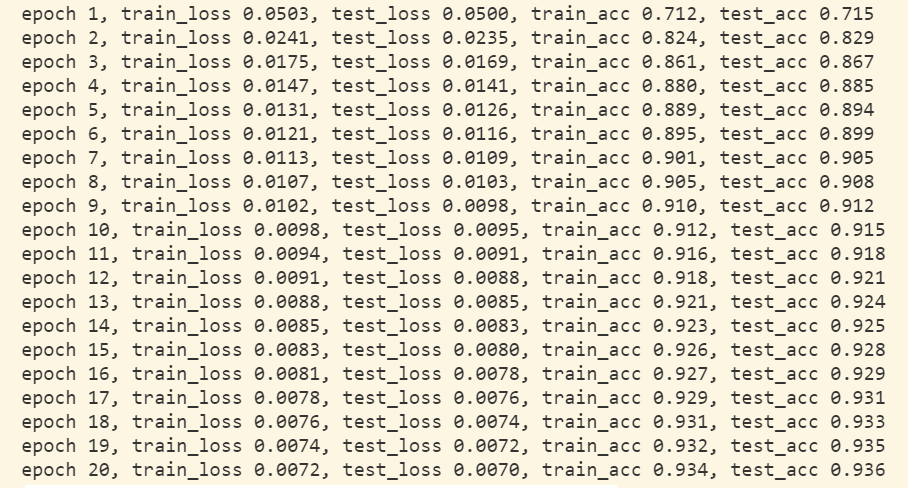 epoch 1, train_loss 0.0503, test_loss 0.0500, train_acc 0.712, test_acc 0.715
epoch 2, train_loss 0.0241, test_loss 0.0235, train_acc 0.824, test_acc 0.829
epoch 3, train_loss 0.0175, test_loss 0.0169, train_acc 0.861, test_acc 0.867
epoch 4, train_loss 0.0147, test_loss 0.0141, train_acc 0.880, test_acc 0.885
epoch 5, train_loss 0.0131, test_loss 0.0126, train_acc 0.889, test_acc 0.894
epoch 6, train_loss 0.0121, test_loss 0.0116, train_acc 0.895, test_acc 0.899
epoch 7, train_loss 0.0113, test_loss 0.0109, train_acc 0.901, test_acc 0.905
epoch 8, train_loss 0.0107, test_loss 0.0103, train_acc 0.905, test_acc 0.908
epoch 9, train_loss 0.0102, test_loss 0.0098, train_acc 0.910, test_acc 0.912
epoch 10, train_loss 0.0098, test_loss 0.0095, train_acc 0.912, test_acc 0.915
epoch 11, train_loss 0.0094, test_loss 0.0091, train_acc 0.916, test_acc 0.918
epoch 12, train_loss 0.0091, test_loss 0.0088, train_acc 0.918, test_acc 0.921
epoch 13, train_loss 0.0088, test_loss 0.0085, train_acc 0.921, test_acc 0.924
epoch 14, train_loss 0.0085, test_loss 0.0083, train_acc 0.923, test_acc 0.925
epoch 15, train_loss 0.0083, test_loss 0.0080, train_acc 0.926, test_acc 0.928
epoch 16, train_loss 0.0081, test_loss 0.0078, train_acc 0.927, test_acc 0.929
epoch 17, train_loss 0.0078, test_loss 0.0076, train_acc 0.929, test_acc 0.931
epoch 18, train_loss 0.0076, test_loss 0.0074, train_acc 0.931, test_acc 0.933
epoch 19, train_loss 0.0074, test_loss 0.0072, train_acc 0.932, test_acc 0.935
epoch 20, train_loss 0.0072, test_loss 0.0070, train_acc 0.934, test_acc 0.936